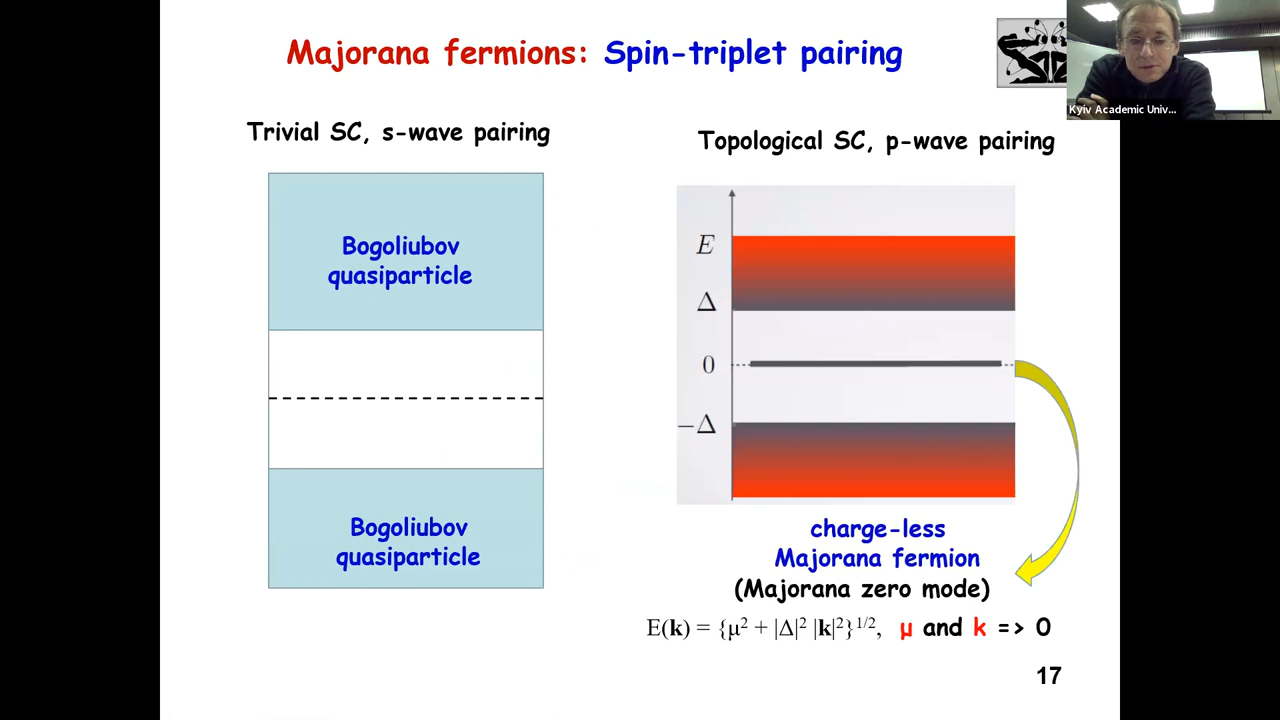 Majorana fermions: Spin-triplet pairing
Kyiv Academic Univ...
Trivial SC, s-wave pairing
Bogoliubov
quasiparticle
Bogoliubov
quasiparticle
Topological SC, p-wave pairing
E
Δ
0
−Δ
charge-less
Majorana fermion
(Majorana zero mode)
E(k) = {μ² + |Δ|² |k|²}¹/², μ and k => 0
17